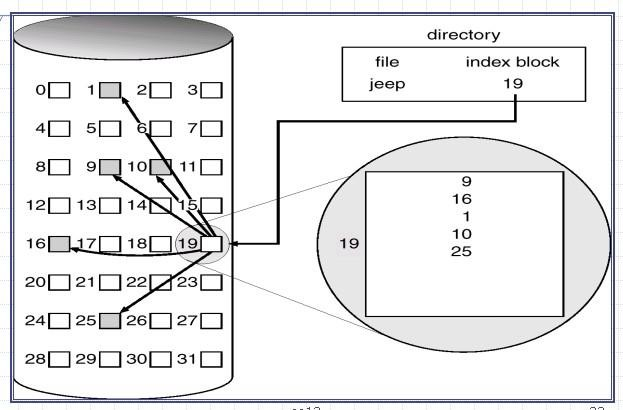 directory
file index block
jeep 19
0 1 2 3
4 5 6 7
8 9 10 11
12 13 14 15
16 17 18 19
20 21 22 23
24 25 26 27
28 29 30 31
19
9
16
1
10
25